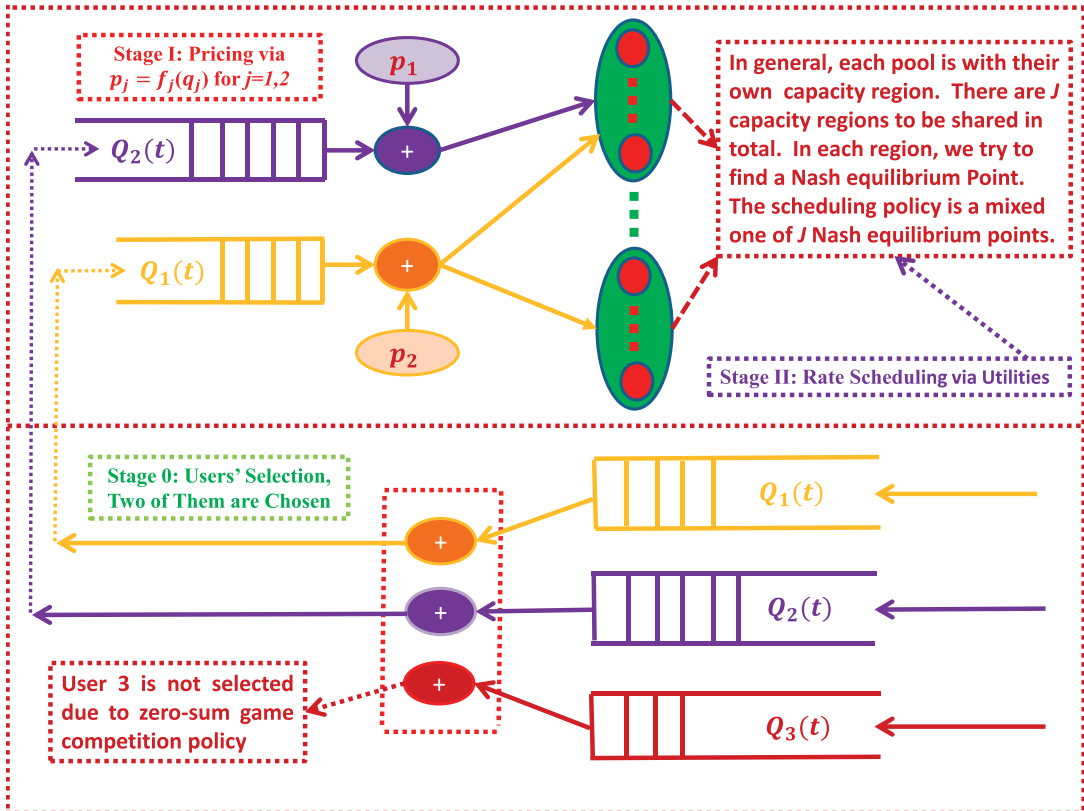 Stage I: Pricing via
p_j = f_j(q_j) for j=1,2
p_1
In general, each pool is with their
own capacity region. There are J
capacity regions to be shared in
total. In each region, we try to
find a Nash equilibrium Point.
The scheduling policy is a mixed
one of J Nash equilibrium points.
Q_2(t)
+
Q_1(t)
+
p_2
Stage II: Rate Scheduling via Utilities
Stage 0: Users’ Selection,
Two of Them are Chosen
Q_1(t)
+
Q_2(t)
+
User 3 is not selected
due to zero-sum game
competition policy
+
Q_3(t)